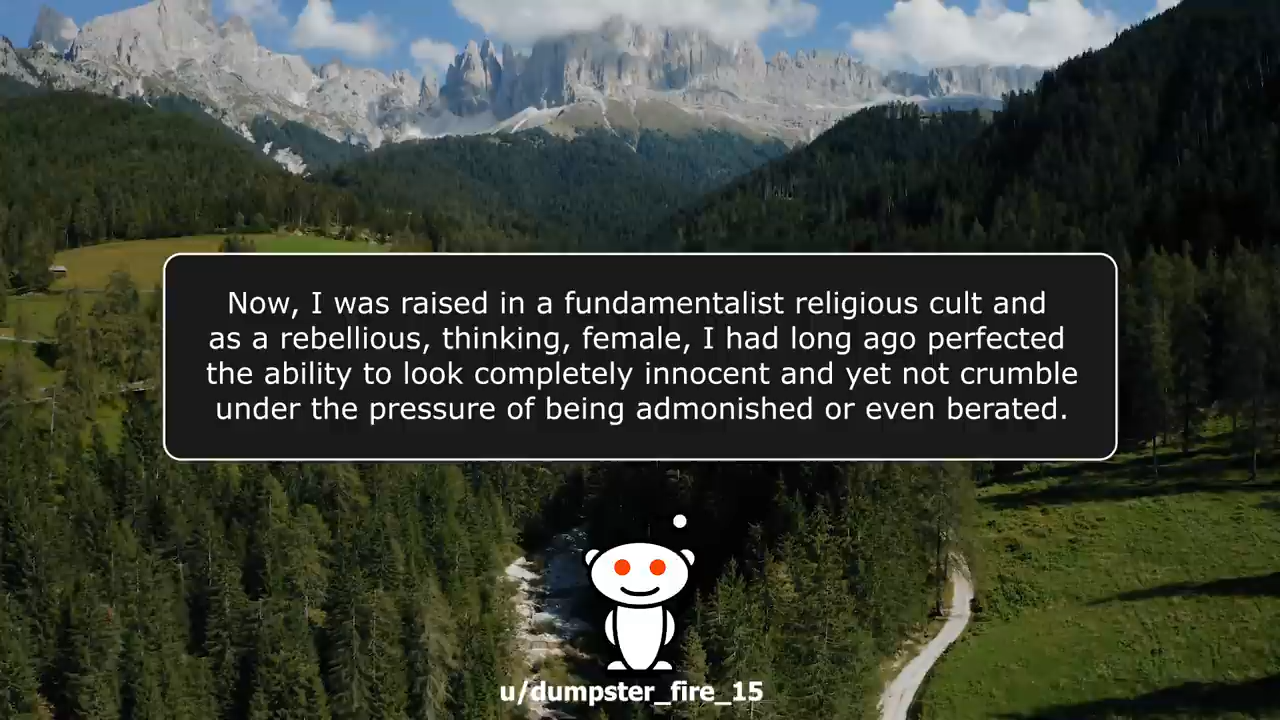 Now, I was raised in a fundamentalist religious cult and
as a rebellious, thinking, female, I had long ago perfected
the ability to look completely innocent and yet not crumble
under the pressure of being admonished or even berated.
u/dumpster_fire_15